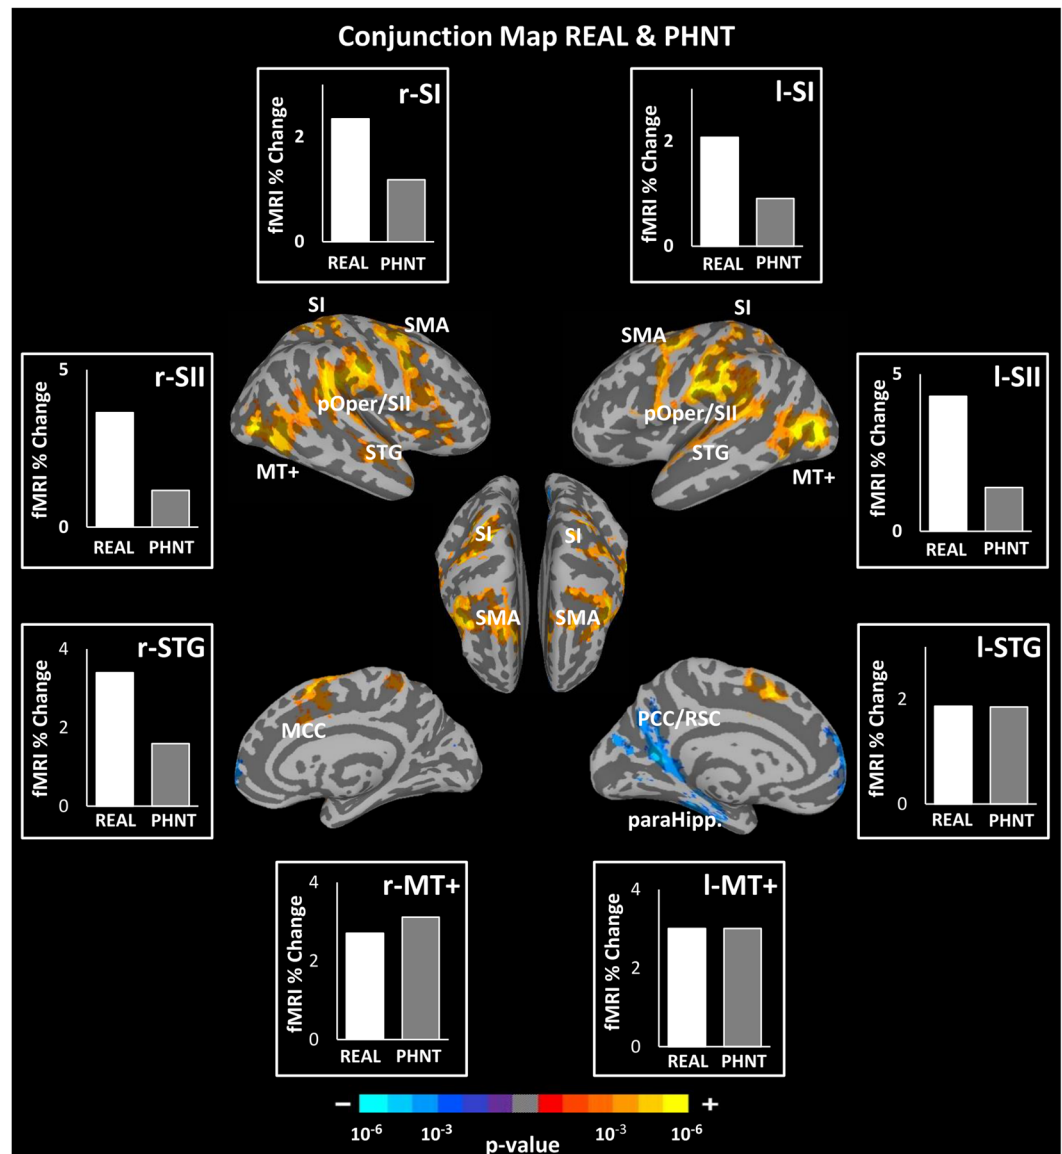 Conjunction Map REAL & PHNT
r-SI
fMRI % Change
2
0
REAL PHNT
l-SI
fMRI % Change
2
0
REAL PHNT
SI
SMA
pOper/SII
STG
MT+
SI
SMA
pOper/SII
STG
MT+
r-SII
fMRI % Change
5
0
REAL PHNT
l-SII
fMRI % Change
5
0
REAL PHNT
SI SI
SMA SMA
r-STG
fMRI % Change
4
2
0
REAL PHNT
MCC
PCC/RSC
paraHipp.
l-STG
fMRI % Change
2
0
REAL PHNT
r-MT+
fMRI % Change
4
2
0
REAL PHNT
l-MT+
fMRI % Change
4
2
0
REAL PHNT
− +
10-6 10-3 10-3 10-6
p-value